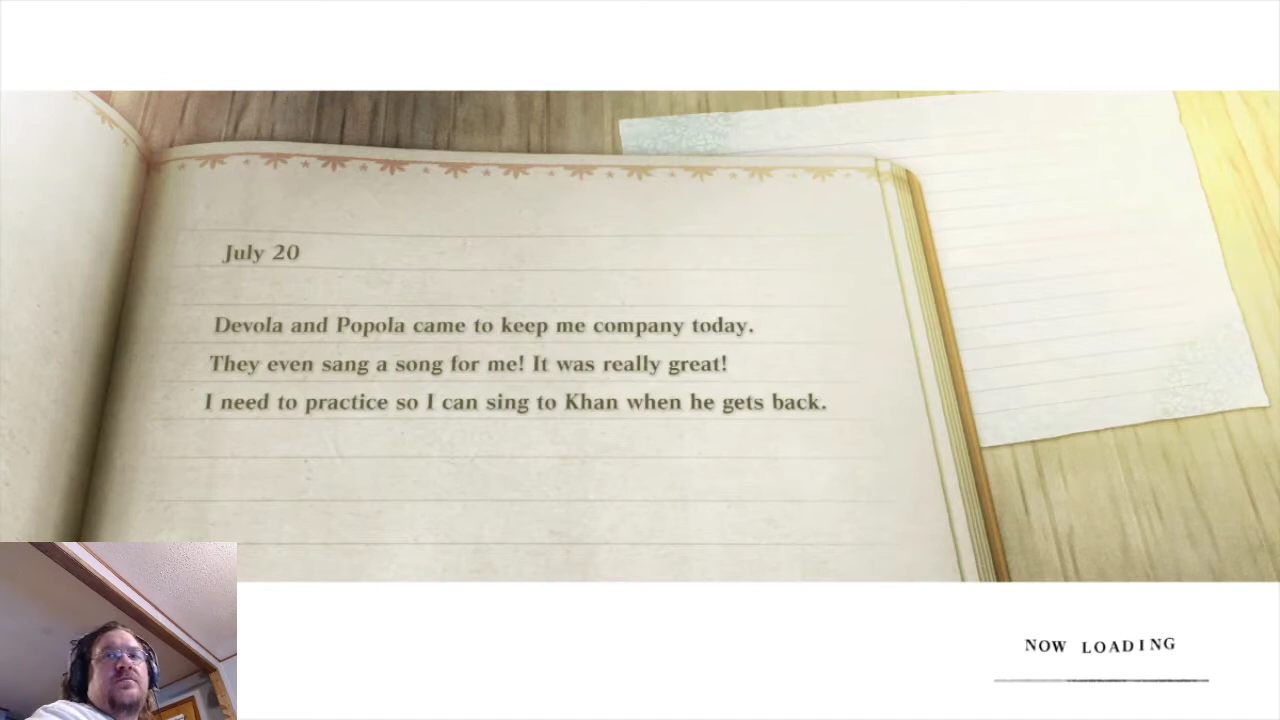 July 20
Devola and Popola came to keep me company today.
They even sang a song for me! It was really great!
I need to practice so I can sing to Khan when he gets back.
NOW LOADING